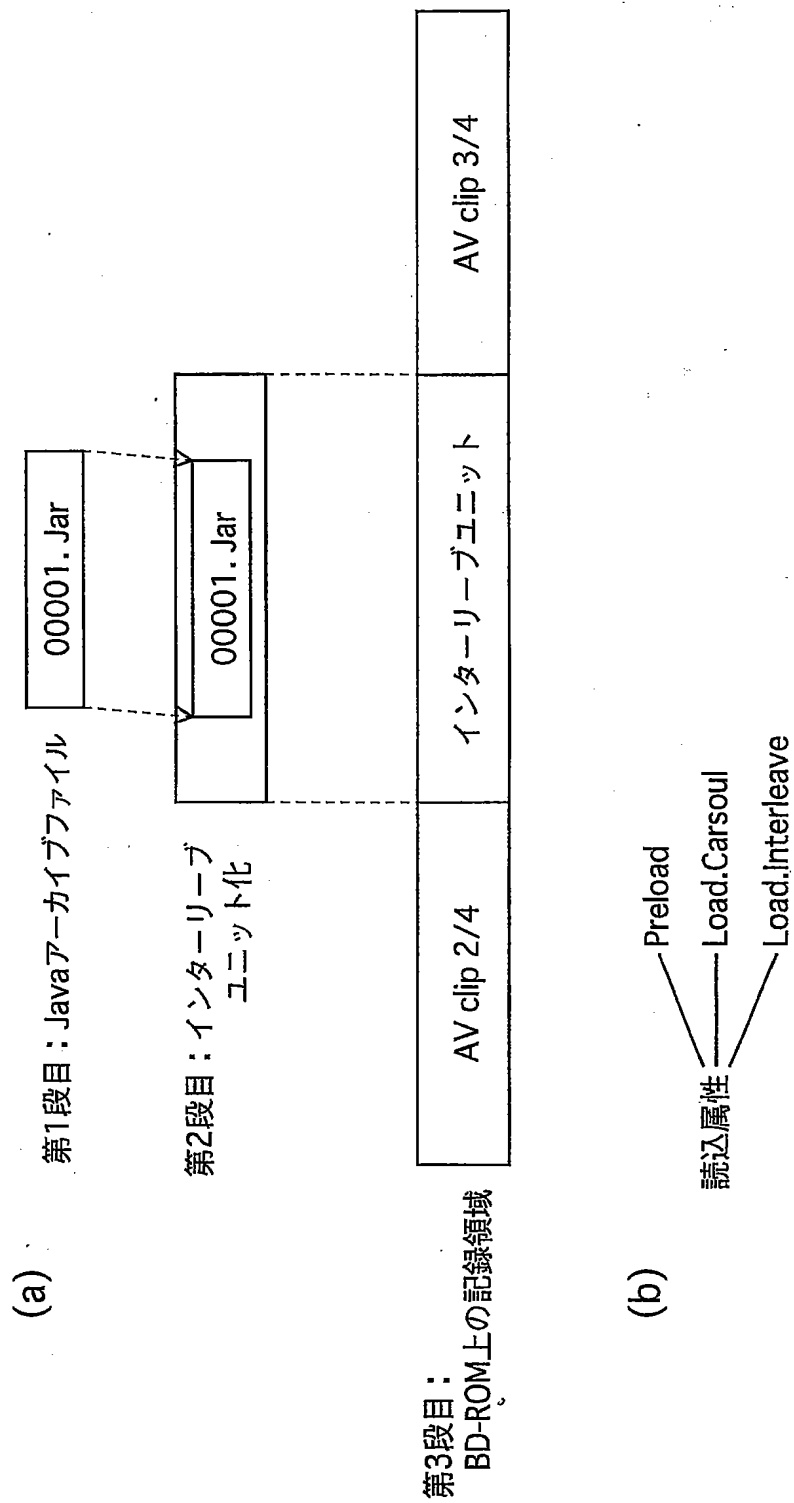 (a)
第1段目：Javaアーカイブファイル
00001.Jar
第2段目：インターリーブ
ユニット化
00001.Jar
第3段目：
BD-ROM上の記録領域
AV clip 2/4
インターリーブユニット
AV clip 3/4
(b)
読込属性
Preload
Load.Carsoul
Load.Interleave